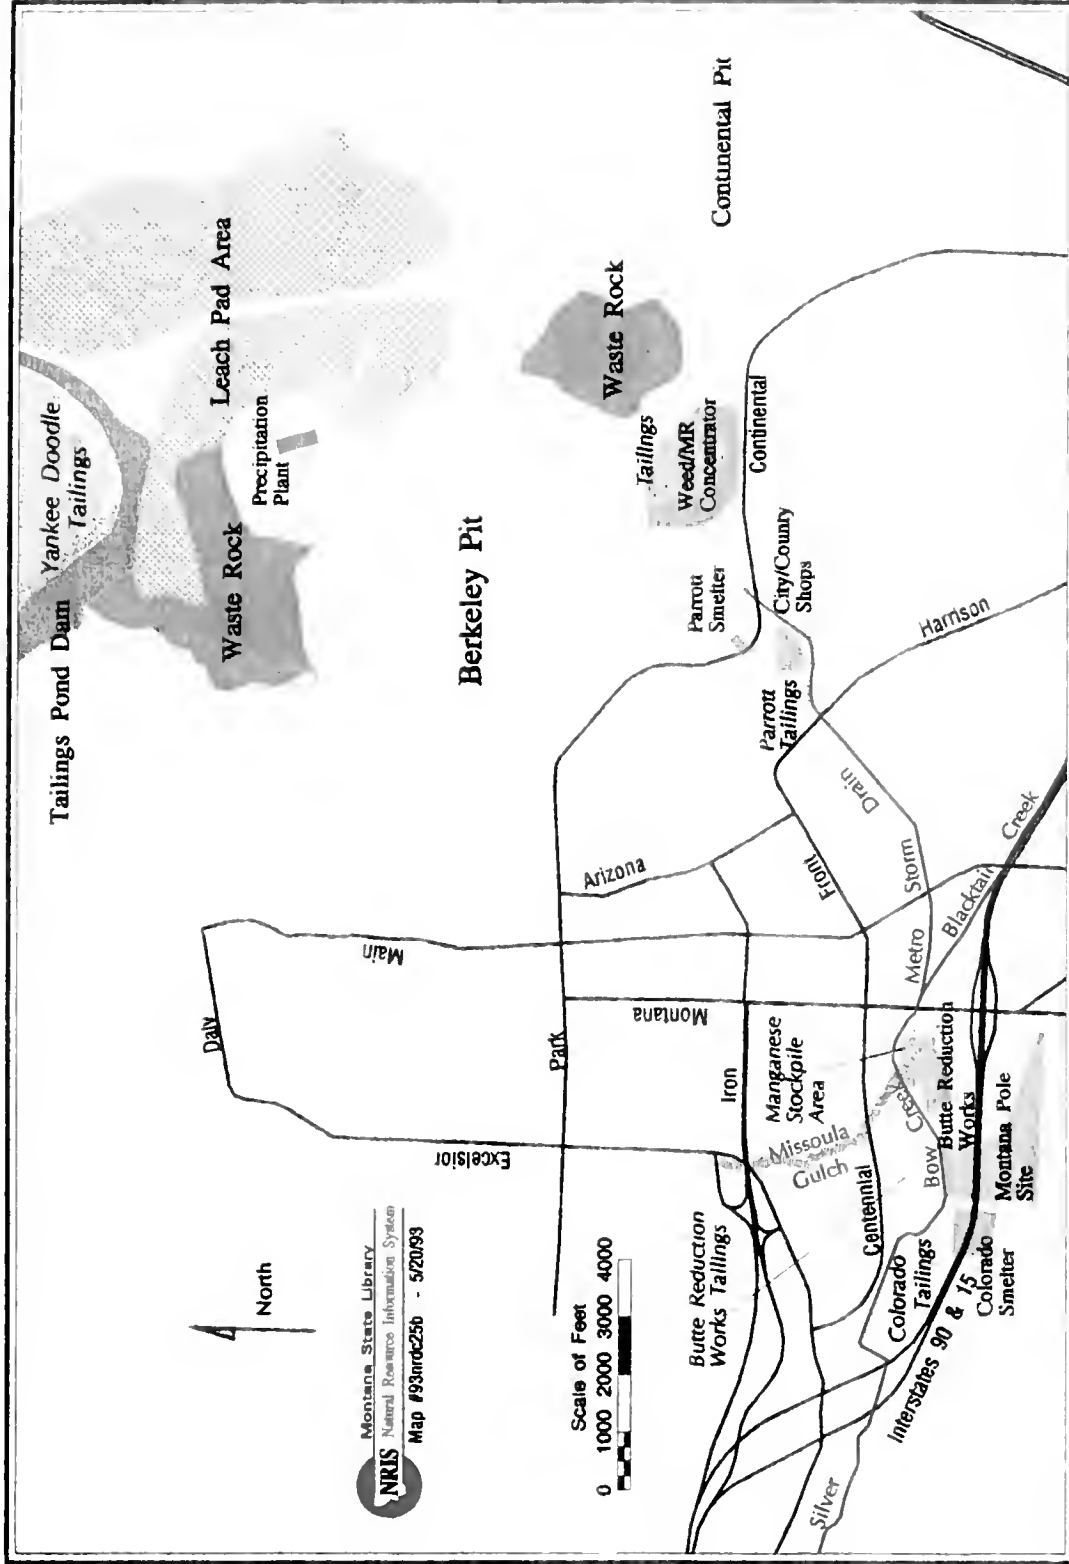 Tailings Pond Dam
Yankee Doodle
Tailings
Leach Pad Area
Precipitation
Plant
Waste Rock
Berkeley Pit
Waste Rock
Continental Pit
Tailings
Weed/MR
Concentrator
Continental
Parrott
Smelter
City/County
Shops
Parrott
Tailings
Harrison
Daly
Main
Park
Arizona
Excelsior
Montana
Iron
Front
Manganese
Stockpile
Area
Missoula
Gulch
Centennial
Metro
Storm
Drain
Blacktail
Creek
Silver
Bow
Creek
Butte Reduction
Works
Montana Pole
Site
Butte Reduction
Works Tailings
Colorado
Tailings
Colorado
Smelter
Interstates 90 & 15
North
Montana State Library
NRIS Natural Resource Information System
Map #93nrdc25b - 5/20/93
Scale of Feet
0 1000 2000 3000 4000